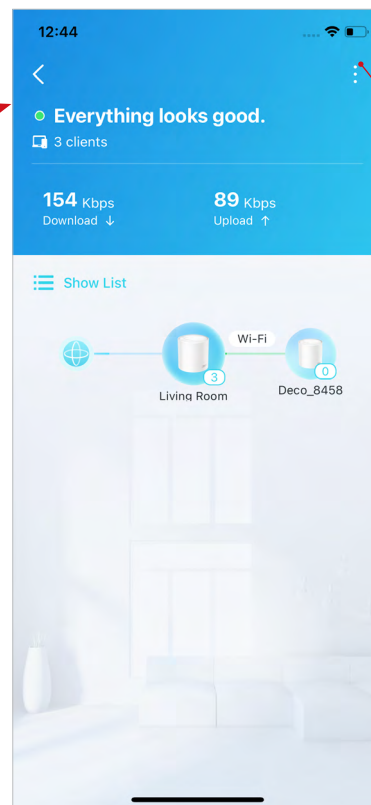 12:44
Everything looks good.
3 clients
154 Kbps
Download ↓
89 Kbps
Upload ↑
Show List
Wi-Fi
3
0
Living Room
Deco_8458